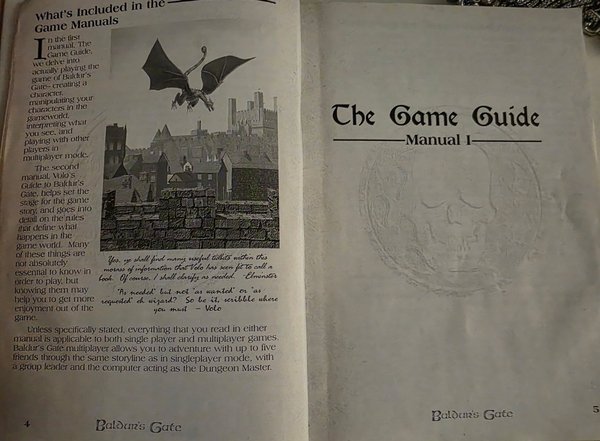 What's Included in the
Game Manuals
In the first
manual, The
Game Guide,
we delve into
actually playing the
game of Baldur's
Gate- creating a
character,
manipulating your
characters in the
gameworld,
interpreting what
you see, and
playing with other
players in
multiplayer mode.
The second
manual, Volo's
Guide to Baldur's
Gate, helps set the
stage for the game
story, and goes into
detail on the rules
that define what
happens in the
game world. Many
of these things are
not absolutely
essential to know in
order to play, but
knowing them may
help you to get more
enjoyment out of the
game.
Yes, ye shall find many useful tidbits within this
morass of information that Volo has seen fit to call a
book. Of course, I shall clarify as needed. -Elminster
"As needed" but not "as wanted" or "as
requested" eh wizard? So be it, scribble where
you must - Volo
Unless specifically stated, everything that you read in either
manual is applicable to both single player and multiplayer games.
Baldur's Gate multiplayer allows you to adventure with up to five
friends through the same storyline as in singleplayer mode, with
a group leader and the computer acting as the Dungeon Master.
4
Baldur's Gate
The Game Guide
Manual I
Baldur's Gate
5